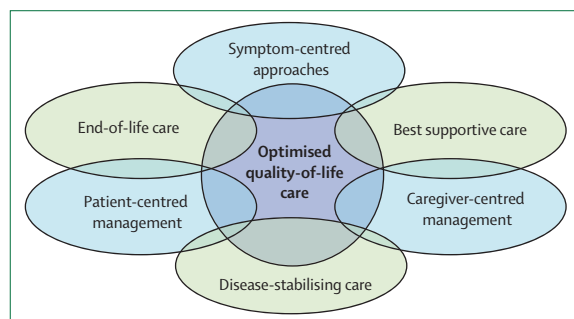 Symptom-centred
approaches
End-of-life care
Best supportive care
Optimised
quality-of-life
care
Patient-centred
management
Caregiver-centred
management
Disease-stabilising care